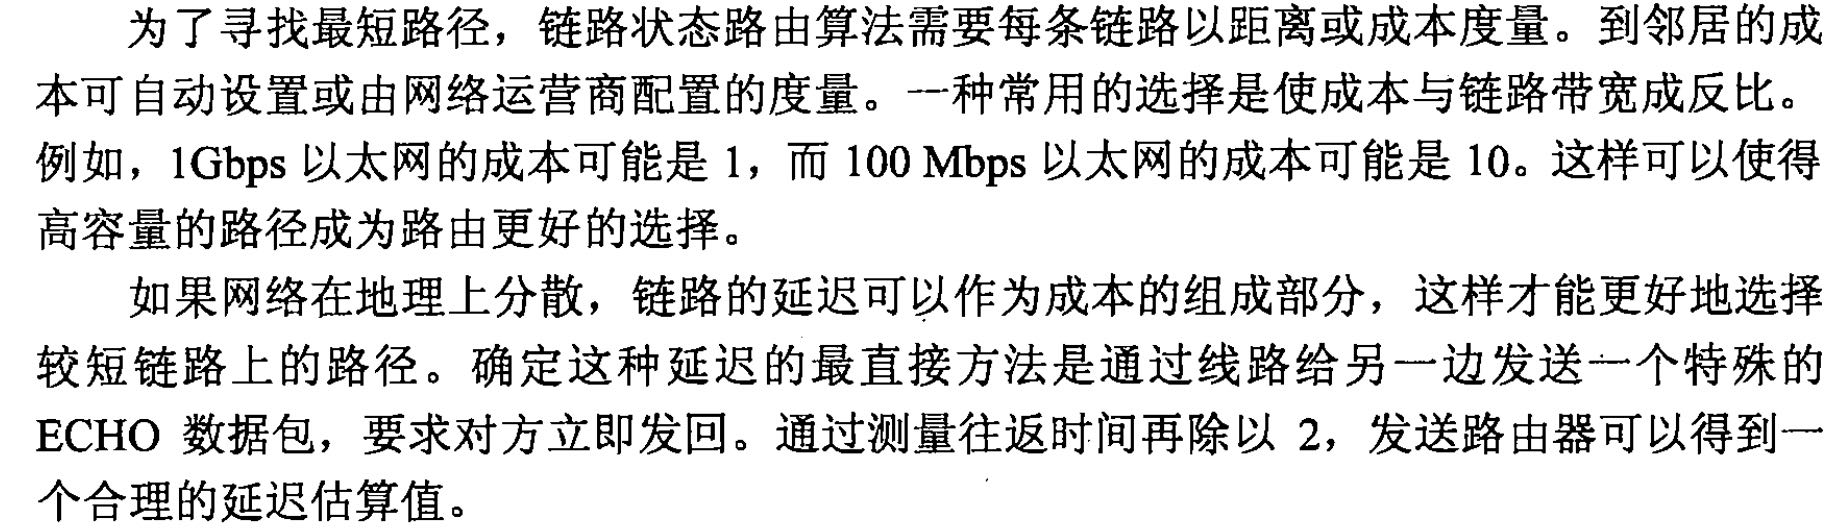 为了寻找最短路径，链路状态路由算法需要每条链路以距离或成本度量。到邻居的成
本可自动设置或由网络运营商配置的度量。一种常用的选择是使成本与链路带宽成反比。
例如，1Gbps 以太网的成本可能是 1，而 100 Mbps 以太网的成本可能是 10。这样可以使得
高容量的路径成为路由更好的选择。
如果网络在地理上分散，链路的延迟可以作为成本的组成部分，这样才能更好地选择
较短链路上的路径。确定这种延迟的最直接方法是通过线路给另一边发送一个特殊的
ECHO 数据包，要求对方立即发回。通过测量往返时间再除以 2，发送路由器可以得到一
个合理的延迟估算值。